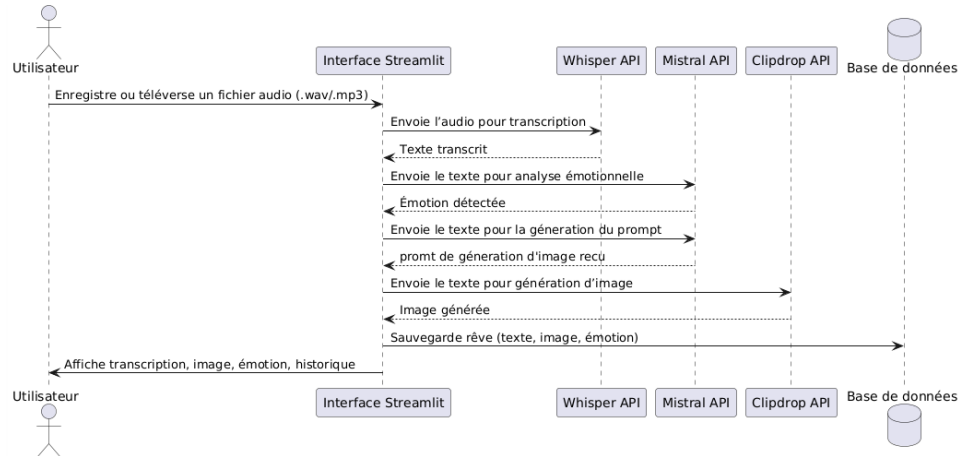 Utilisateur
Interface Streamlit
Whisper API
Mistral API
Clipdrop API
Base de données
Enregistre ou téléverse un fichier audio (.wav/.mp3)
Envoie l’audio pour transcription
Texte transcrit
Envoie le texte pour analyse émotionnelle
Émotion détectée
Envoie le texte pour la géneration du prompt
promt de géneration d'image recu
Envoie le texte pour génération d’image
Image générée
Sauvegarde rêve (texte, image, émotion)
Affiche transcription, image, émotion, historique
Utilisateur
Interface Streamlit
Whisper API
Mistral API
Clipdrop API
Base de données